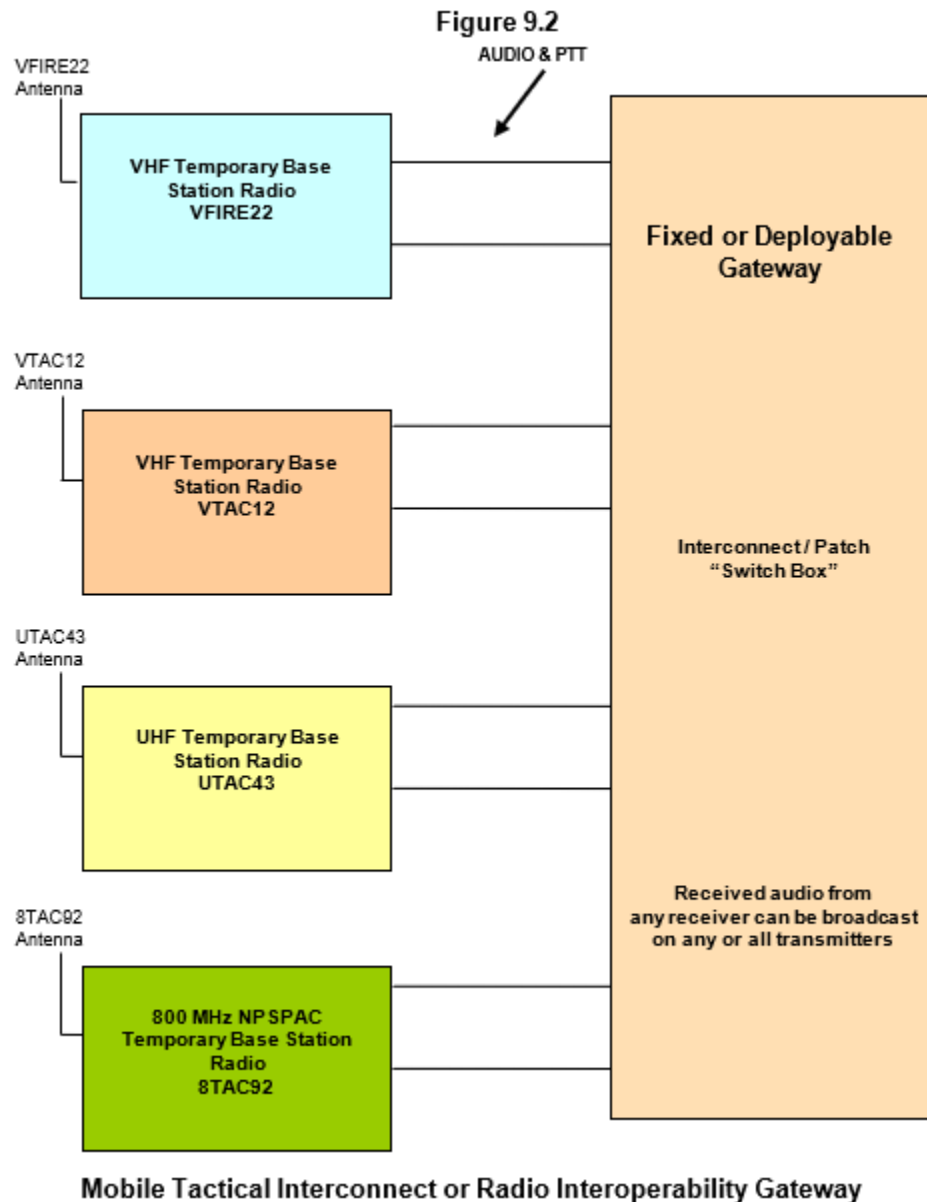 Figure 9.2
AUDIO & PTT
VFIRE22
Antenna
VHF Temporary Base
Station Radio
VFIRE22
Fixed or Deployable
Gateway
VTAC12
Antenna
VHF Temporary Base
Station Radio
VTAC12
Interconnect / Patch
“Switch Box”
UTAC43
Antenna
UHF Temporary Base
Station Radio
UTAC43
Received audio from
any receiver can be broadcast
on any or all transmitters
8TAC92
Antenna
800 MHz NPSPAC
Temporary Base Station
Radio
8TAC92
Mobile Tactical Interconnect or Radio Interoperability Gateway